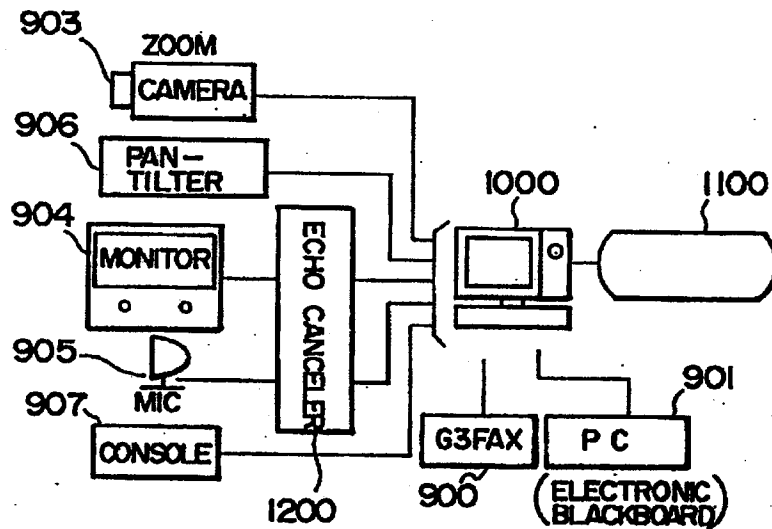 903
ZOOM
CAMERA
906
PAN-
TILTER
904
MONITOR
ECHO CANCELER
1000
1100
905
MIC
907
CONSOLE
1200
G3FAX
900
PC
901
(ELECTRONIC
BLACKBOARD)